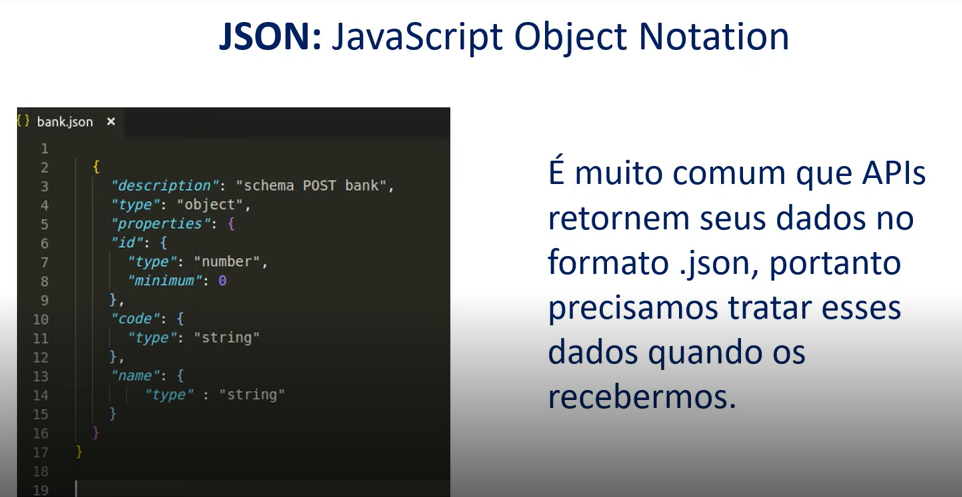 JSON: JavaScript Object Notation
{ } bank.json ×
1
2 {
3 "description": "schema POST bank",
4 "type": "object",
5 "properties": {
6 "id": {
7 "type": "number",
8 "minimum": 0
9 },
10 "code": {
11 "type": "string"
12 },
13 "name": {
14 "type" : "string"
15 }
16 }
17 }
18
19
É muito comum que APIs
retornem seus dados no
formato .json, portanto
precisamos tratar esses
dados quando os
recebermos.